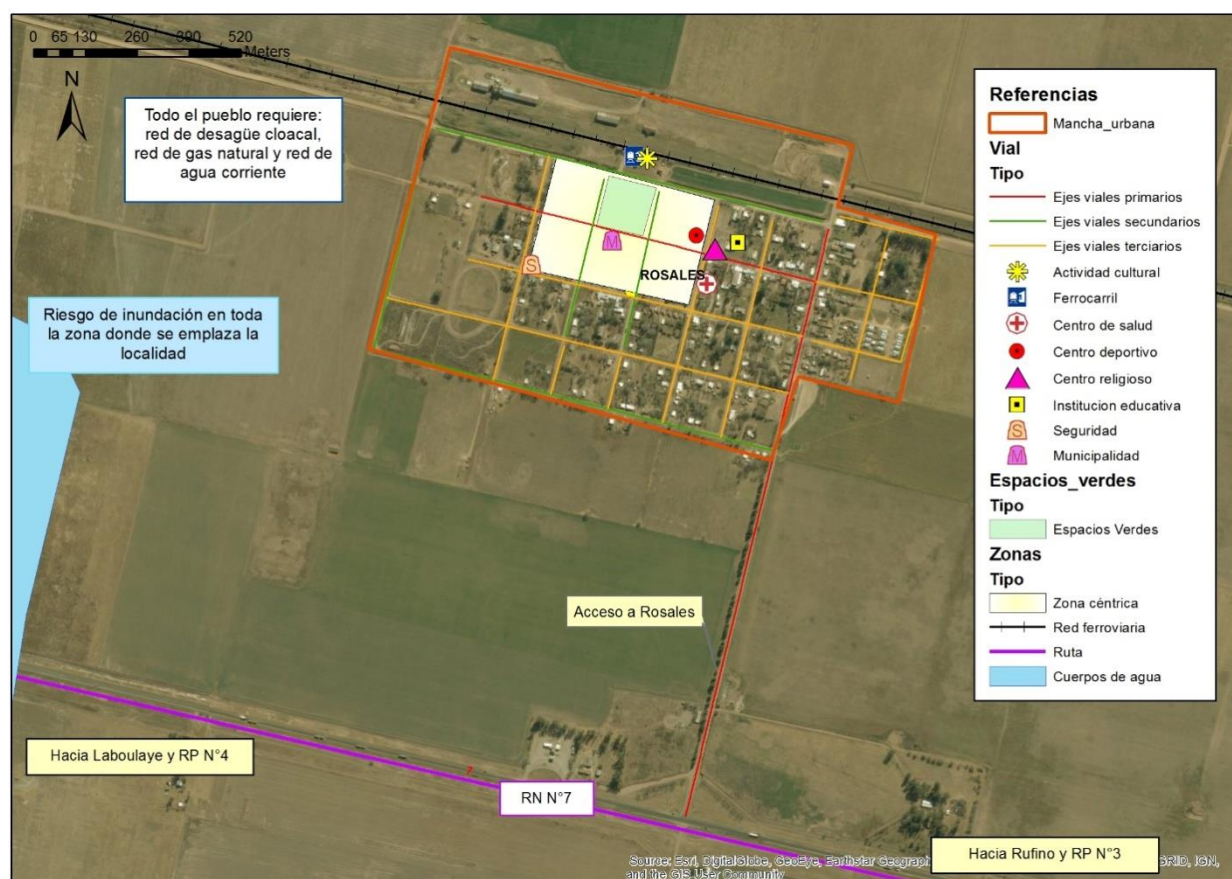 0 65 130 260 390 520
Meters
N
Todo el pueblo requiere:
red de desagüe cloacal,
red de gas natural y red de
agua corriente
Riesgo de inundación en toda
la zona donde se emplaza la
localidad
M
S
ROSALES
Acceso a Rosales
Hacia Laboulaye y RP N°4
7
RN N°7
Hacia Rufino y RP N°3
Source: Esri, DigitalGlobe, GeoEye, Earthstar
GRID, IGN,
and the GIS User Community
Referencias
Mancha_urbana
Vial
Tipo
Ejes viales primarios
Ejes viales secundarios
Ejes viales terciarios
Actividad cultural
Ferrocarril
Centro de salud
Centro deportivo
Centro religioso
Institucion educativa
S Seguridad
M Municipalidad
Espacios_verdes
Tipo
Espacios Verdes
Zonas
Tipo
Zona céntrica
Red ferroviaria
Ruta
Cuerpos de agua